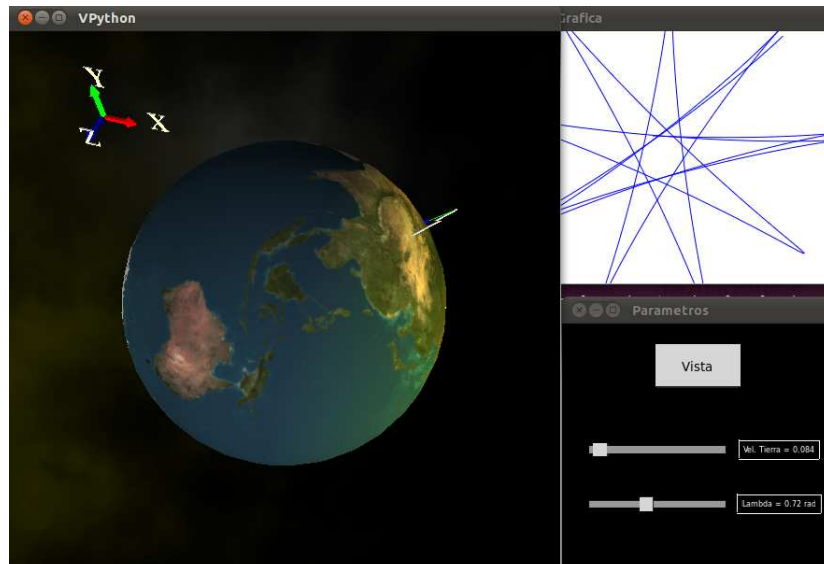 VPython
Grafica
Y
X
Z
Parametros
Vista
Vel. Tierra = 0.084
Lambda = 0.72 rad